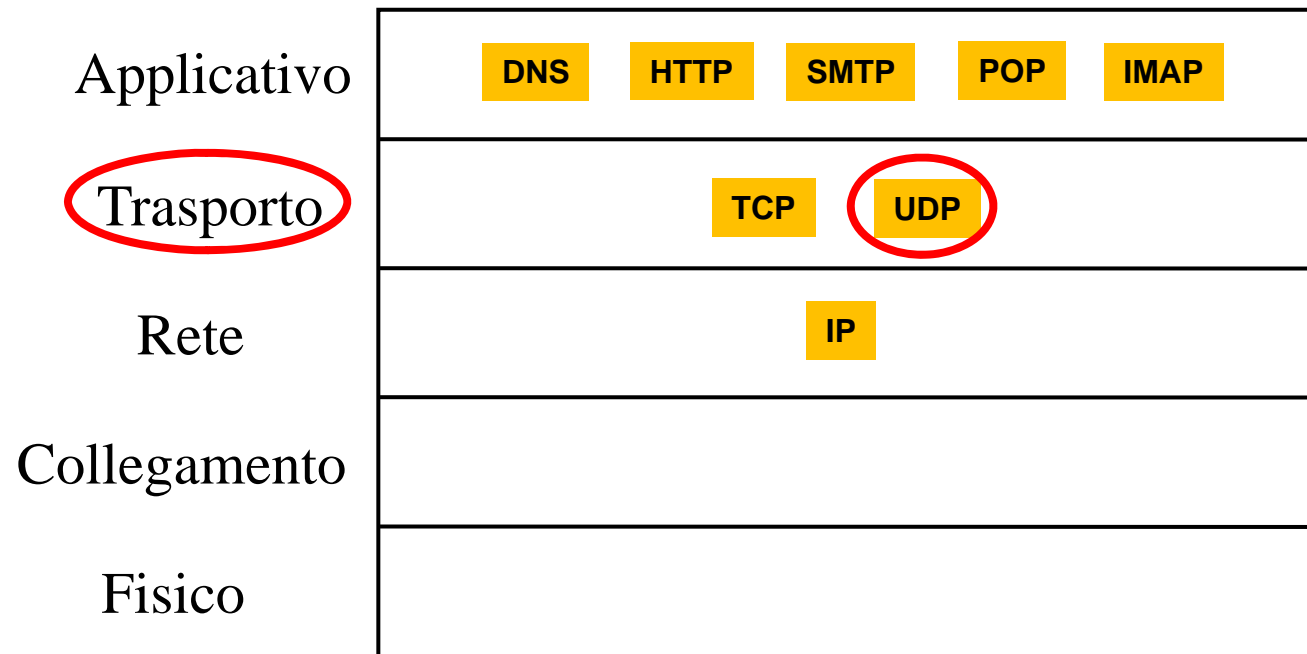 Applicativo DNS HTTP SMTP POP IMAP
Trasporto TCP UDP
Rete IP
Collegamento
Fisico